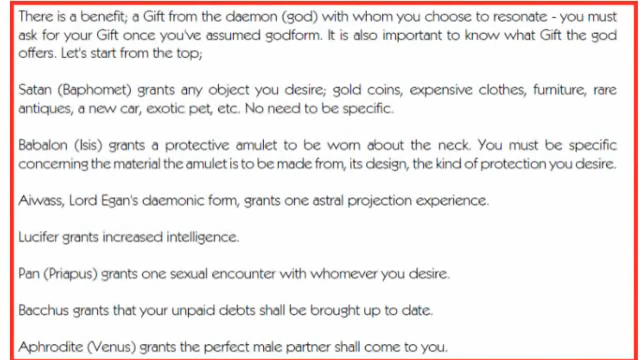 There is a benefit; a Gift from the daemon (god) with whom you choose to resonate - you must
ask for your Gift once you've assumed godform. It is also important to know what Gift the god
offers. Let's start from the top;
Satan (Baphomet) grants any object you desire; gold coins, expensive clothes, furniture, rare
antiques, a new car, exotic pet, etc. No need to be specific.
Babalon (Isis) grants a protective amulet to be worn about the neck. You must be specific
concerning the material the amulet is to be made from, its design, the kind of protection you desire.
Aiwass, Lord Egan's daemonic form, grants one astral projection experience.
Lucifer grants increased intelligence.
Pan (Priapus) grants one sexual encounter with whomever you desire.
Bacchus grants that your unpaid debts shall be brought up to date.
Aphrodite (Venus) grants the perfect male partner shall come to you.